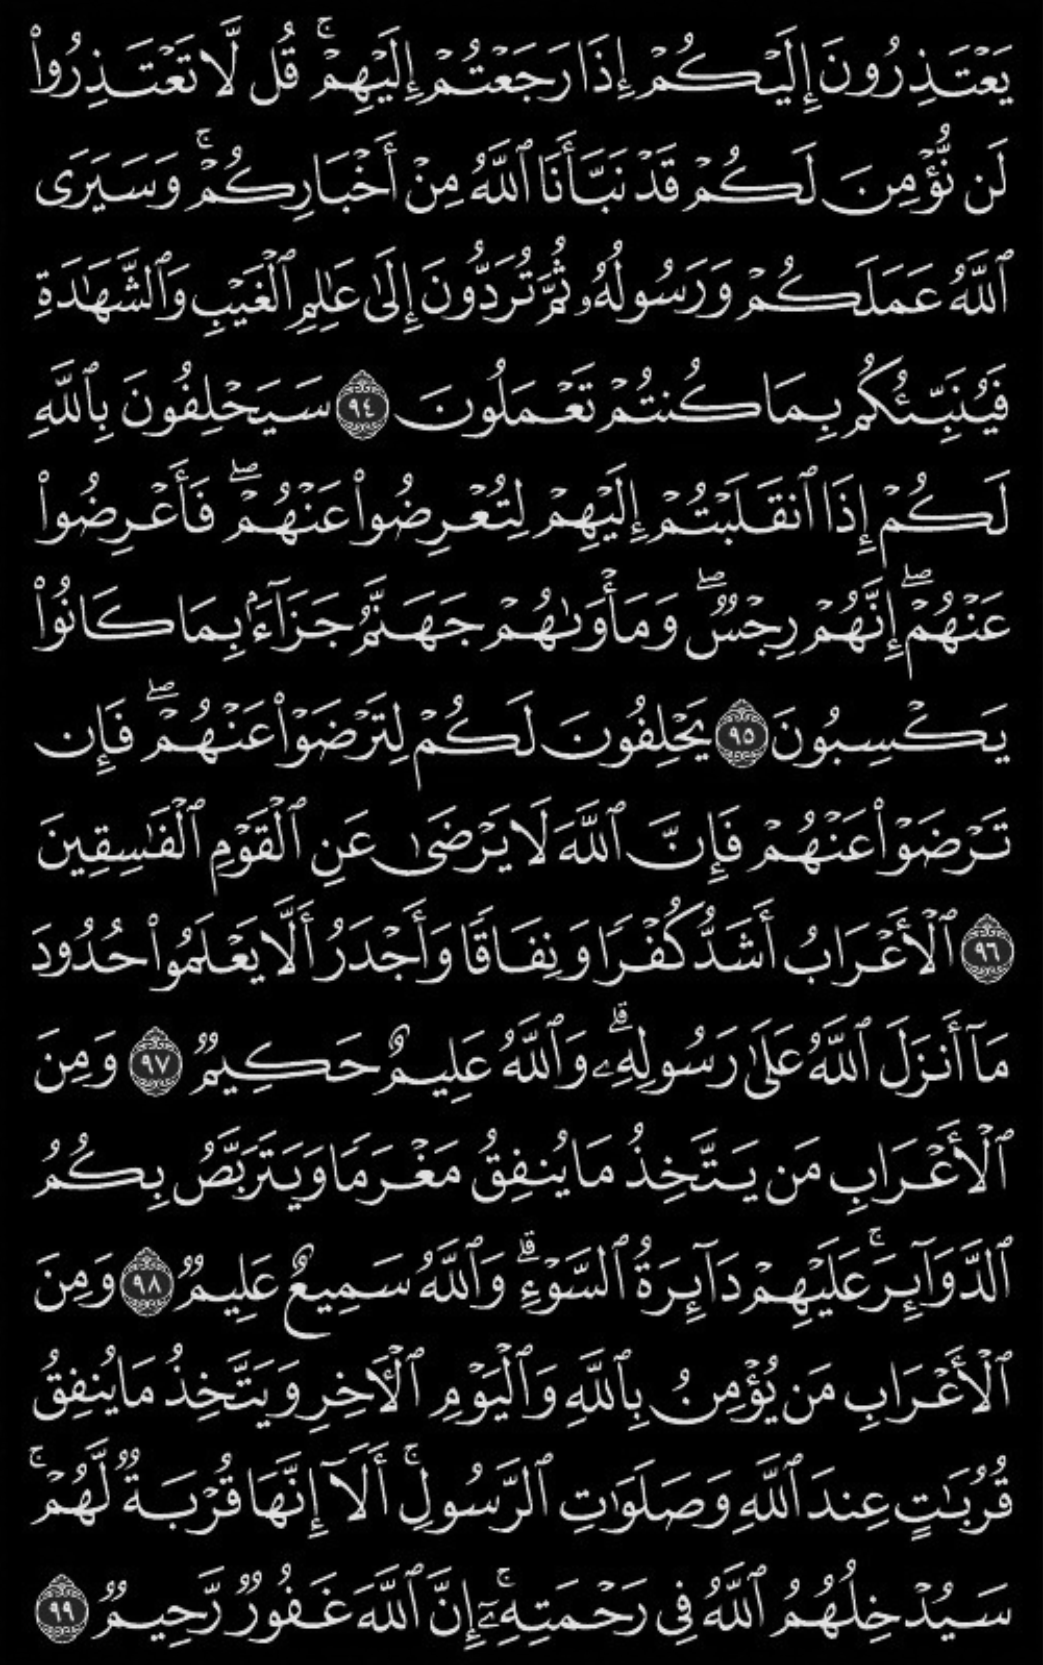 يَعۡتَذِرُونَ إِلَيۡكُمۡ إِذَا رَجَعۡتُمۡ إِلَيۡهِمۡۚ قُل لَّا تَعۡتَذِرُواْ
لَن نُّؤۡمِنَ لَكُمۡ قَدۡ نَبَّأَنَا ٱللَّهُ مِنۡ أَخۡبَارِكُمۡۚ وَسَيَرَى
ٱللَّهُ عَمَلَكُمۡ وَرَسُولُهُۥ ثُمَّ تُرَدُّونَ إِلَىٰ عَٰلِمِ ٱلۡغَيۡبِ وَٱلشَّهَٰدَةِ
فَيُنَبِّئُكُم بِمَا كُنتُمۡ تَعۡمَلُونَ ٩٤ سَيَحۡلِفُونَ بِٱللَّهِ
لَكُمۡ إِذَا ٱنقَلَبۡتُمۡ إِلَيۡهِمۡ لِتُعۡرِضُواْ عَنۡهُمۡۖ فَأَعۡرِضُواْ
عَنۡهُمۡۖ إِنَّهُمۡ رِجۡسٞۖ وَمَأۡوَىٰهُمۡ جَهَنَّمُ جَزَآءَۢ بِمَا كَانُواْ
يَكۡسِبُونَ ٩٥ يَحۡلِفُونَ لَكُمۡ لِتَرۡضَوۡاْ عَنۡهُمۡۖ فَإِن
تَرۡضَوۡاْ عَنۡهُمۡ فَإِنَّ ٱللَّهَ لَا يَرۡضَىٰ عَنِ ٱلۡقَوۡمِ ٱلۡفَٰسِقِينَ
٩٦ ٱلۡأَعۡرَابُ أَشَدُّ كُفۡرٗا وَنِفَاقٗا وَأَجۡدَرُ أَلَّا يَعۡلَمُواْ حُدُودَ
مَآ أَنزَلَ ٱللَّهُ عَلَىٰ رَسُولِهِۦۗ وَٱللَّهُ عَلِيمٌ حَكِيمٞ ٩٧ وَمِنَ
ٱلۡأَعۡرَابِ مَن يَتَّخِذُ مَا يُنفِقُ مَغۡرَمٗا وَيَتَرَبَّصُ بِكُمُ
ٱلدَّوَآئِرَۚ عَلَيۡهِمۡ دَآئِرَةُ ٱلسَّوۡءِۗ وَٱللَّهُ سَمِيعٌ عَلِيمٞ ٩٨ وَمِنَ
ٱلۡأَعۡرَابِ مَن يُؤۡمِنُ بِٱللَّهِ وَٱلۡيَوۡمِ ٱلۡأٓخِرِ وَيَتَّخِذُ مَا يُنفِقُ
قُرُبَٰتٍ عِندَ ٱللَّهِ وَصَلَوَٰتِ ٱلرَّسُولِۚ أَلَآ إِنَّهَا قُرۡبَةٞ لَّهُمۡۚ
سَيُدۡخِلُهُمُ ٱللَّهُ فِي رَحۡمَتِهِۦٓۚ إِنَّ ٱللَّهَ غَفُورٞ رَّحِيمٞ ٩٩